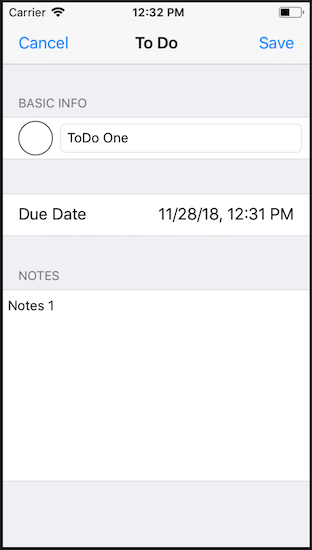 Carrier 12:32 PM
Cancel To Do Save
BASIC INFO
ToDo One
Due Date 11/28/18, 12:31 PM
NOTES
Notes 1